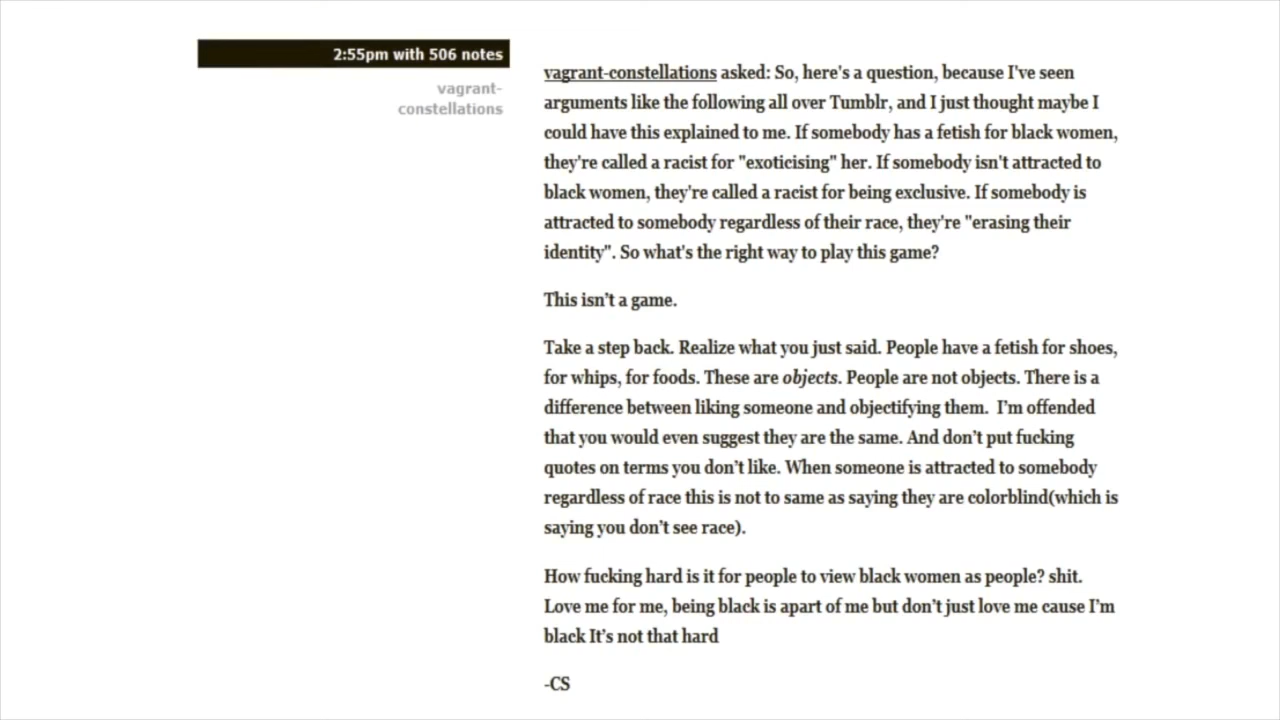 2:55pm with 506 notes
vagrant-
constellations
vagrant-constellations asked: So, here's a question, because I've seen
arguments like the following all over Tumblr, and I just thought maybe I
could have this explained to me. If somebody has a fetish for black women,
they're called a racist for "exoticising" her. If somebody isn't attracted to
black women, they're called a racist for being exclusive. If somebody is
attracted to somebody regardless of their race, they're "erasing their
identity". So what's the right way to play this game?
This isn’t a game.
Take a step back. Realize what you just said. People have a fetish for shoes,
for whips, for foods. These are objects. People are not objects. There is a
difference between liking someone and objectifying them.  I’m offended
that you would even suggest they are the same. And don’t put fucking
quotes on terms you don’t like. When someone is attracted to somebody
regardless of race this is not to same as saying they are colorblind(which is
saying you don’t see race).
How fucking hard is it for people to view black women as people? shit.
Love me for me, being black is apart of me but don’t just love me cause I’m
black It’s not that hard
-CS